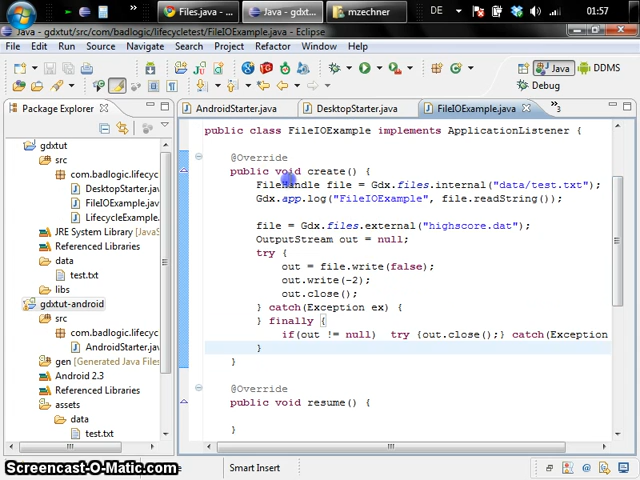 Files.java - ...
Java - gdx...
mzechner
DE
01:57
Java - gdxtut/src/com/badlogic/lifecycletest/FileIOExample.java - Eclipse
File Edit Run Source Navigate Search Project Refactor Window Help
Java DDMS
Debug
Package Explorer
AndroidStarter.java DesktopStarter.java FileIOExample.java 3
gdxtut
src
com.badlogic.lifecyc
DesktopStarter.java
FileIOExample.java
LifecycleExample.
JRE System Library
Referenced Libraries
data
test.txt
libs
gdxtut-android
src
com.badlogic.lifecyc
AndroidStarter.java
gen [Generated Java Files]
Android 2.3
Referenced Libraries
assets
data
test.txt
public class FileIOExample implements ApplicationListener {
@Override
public void create() {
FileHandle file = Gdx.files.internal("data/test.txt");
Gdx.app.log("FileIOExample", file.readString());
file = Gdx.files.external("highscore.dat");
OutputStream out = null;
try {
out = file.write(false);
out.write(-2);
out.close();
} catch(Exception ex) {
} finally {
if(out != null) try {out.close();} catch(Exception
}
}
@Override
public void resume() {
}
Screencast-O-Matic.com
Smart Insert